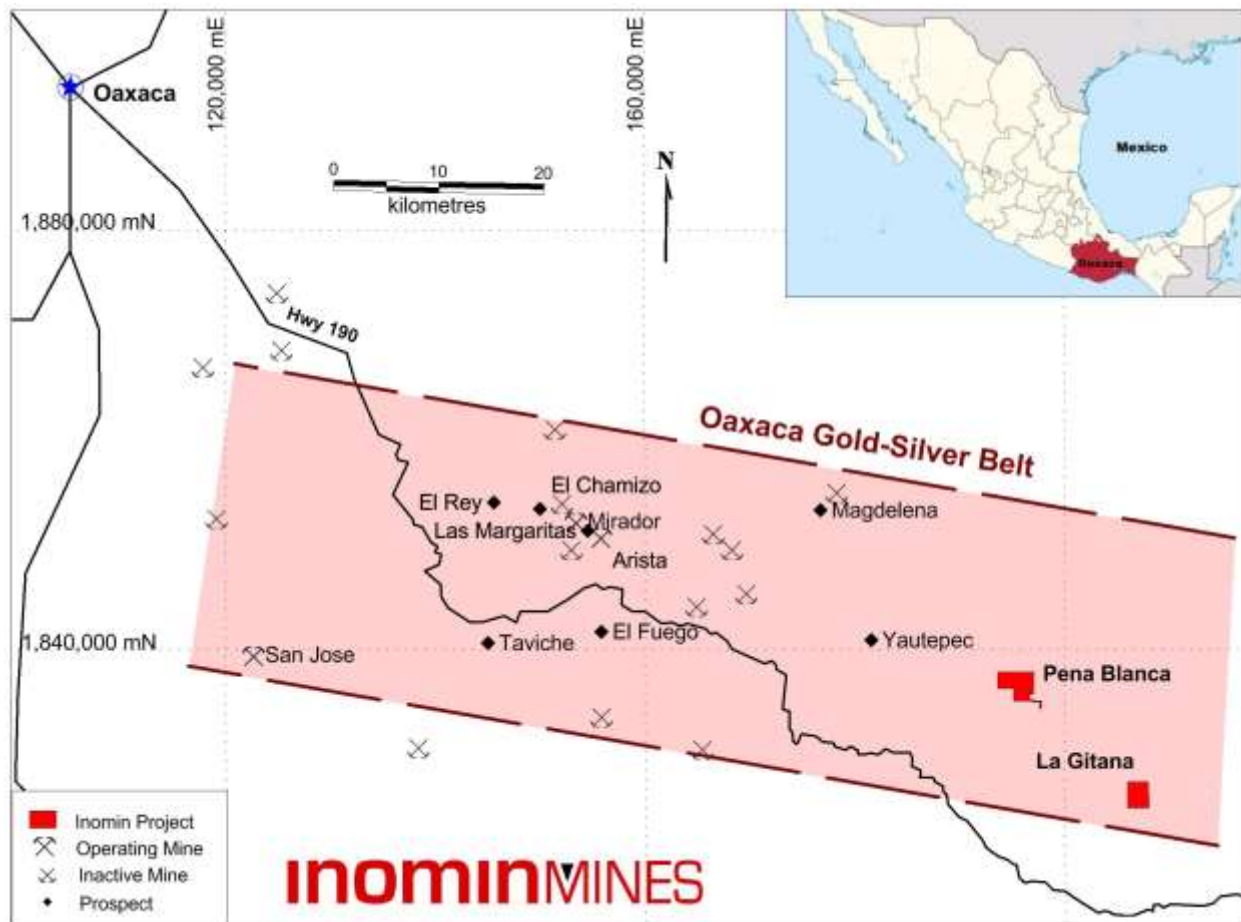 Oaxaca
120,000 mE
160,000 mE
N
0 10 20
kilometres
1,880,000 mN
Mexico
Oaxaca
Hwy 190
Oaxaca Gold-Silver Belt
El Chamizo
El Rey
Magdelena
Mirador
Las Margaritas
Arista
El Fuego
Taviche
Yautepec
1,840,000 mN
San Jose
Pena Blanca
La Gitana
Inomin Project
Operating Mine
Inactive Mine
Prospect
InomInMINES